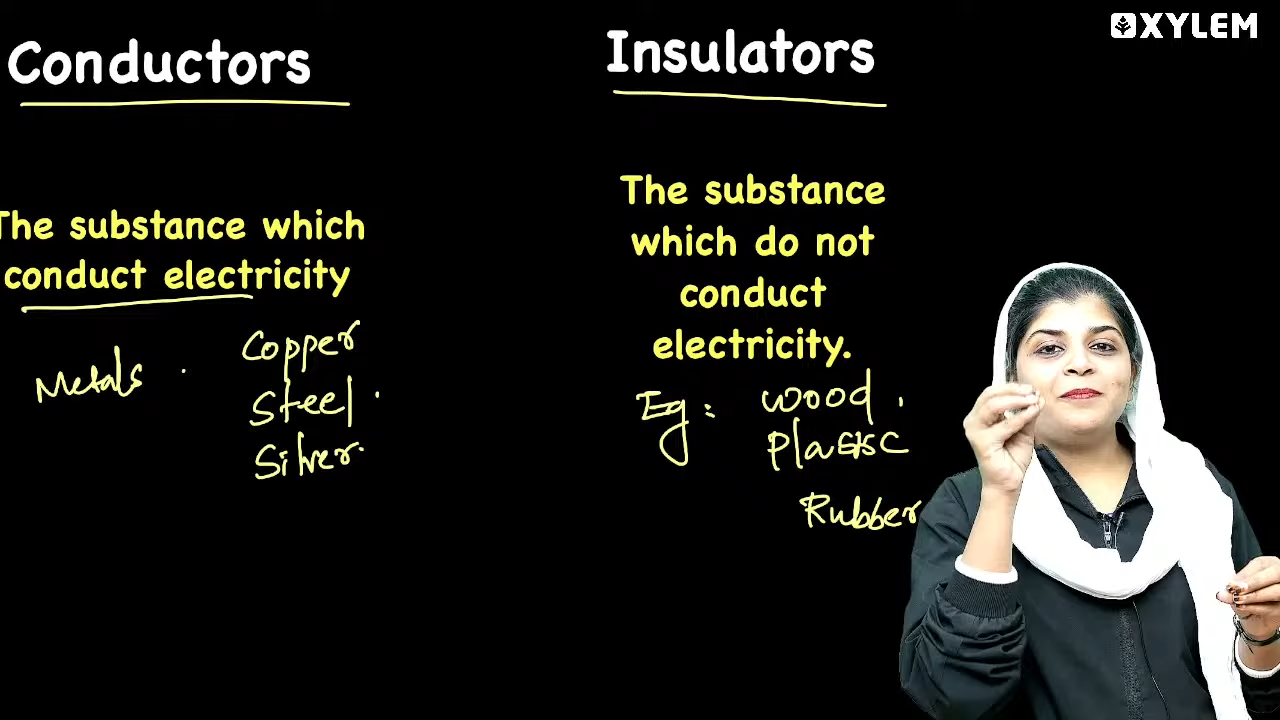 XYLEM
Conductors
The substance which
conduct electricity
Metals .
Copper
Steel .
Silver.
Insulators
The substance
which do not
conduct
electricity.
Eg : wood ,
Plastic
Rubber